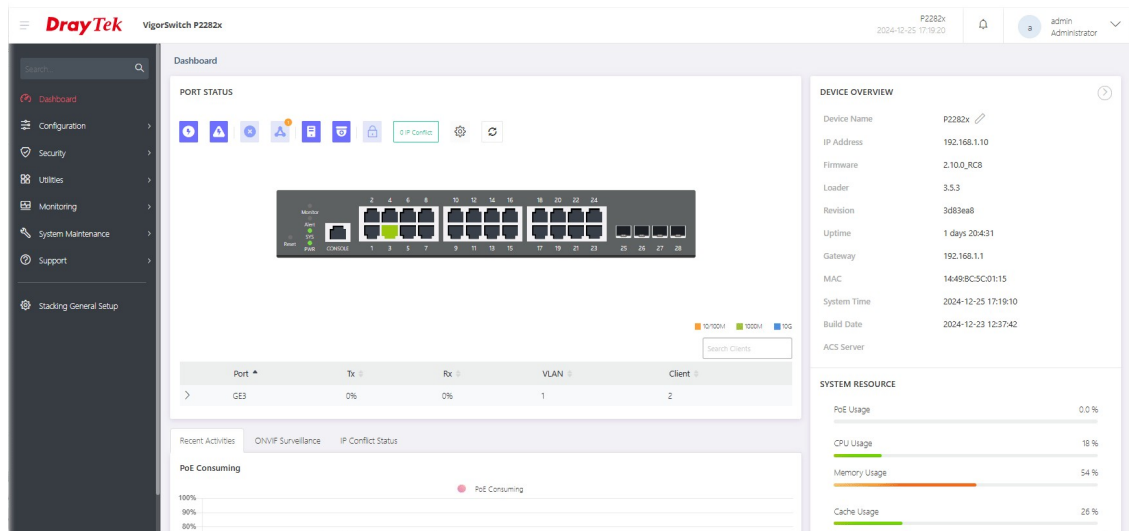 DrayTek VigorSwitch P2282x
P2282x
2024-12-25 17:19:20
a
admin
Administrator
Search...
Dashboard
Configuration
Security
Utilities
Monitoring
System Maintenance
Support
Stacking General Setup
Dashboard
PORT STATUS
0 IP Conflict
2 4 6 8 10 12 14 16 18 20 22 24
Monitor
Alert
SYS
Reset PWR CONSOLE 1 3 5 7 9 11 13 15 17 19 21 23 25 26 27 28
10/100M 1000M 10G
Search Clients
Port Tx Rx VLAN Client
GE3 0% 0% 1 2
Recent Activities ONVIF Surveillance IP Conflict Status
PoE Consuming
PoE Consuming
100%
90%
80%
DEVICE OVERVIEW
Device Name P2282x
IP Address 192.168.1.10
Firmware 2.10.0_RC8
Loader 3.5.3
Revision 3d83ea8
Uptime 1 days 20:4:31
Gateway 192.168.1.1
MAC 14:49:BC:5C:01:15
System Time 2024-12-25 17:19:10
Build Date 2024-12-23 12:37:42
ACS Server
SYSTEM RESOURCE
PoE Usage 0.0 %
CPU Usage 18 %
Memory Usage 54 %
Cache Usage 26 %